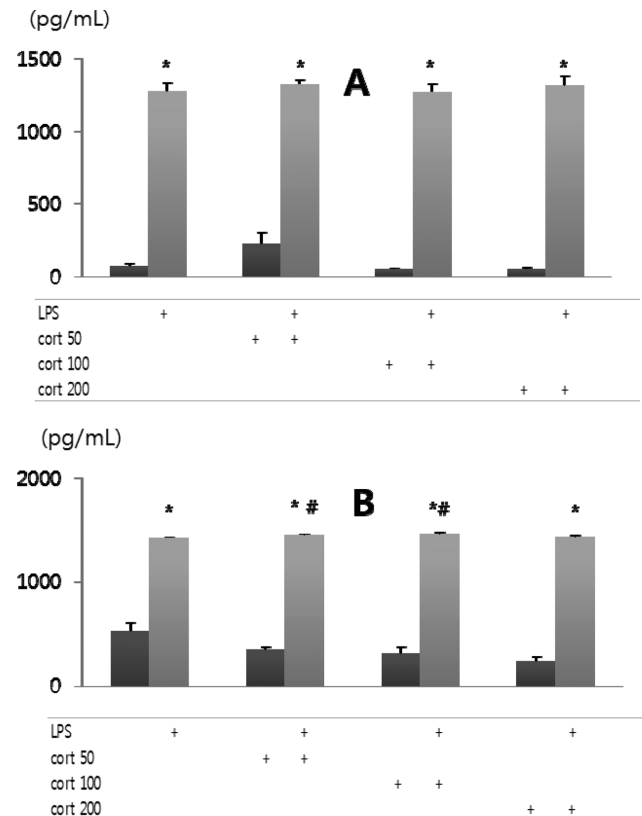 (pg/mL)
1500 * * A * *
1000
500
0
LPS + + + +
cort 50 + +
cort 100 + +
cort 200 + +
(pg/mL)
2000 * * # B *# *
1000
0
LPS + + + +
cort 50 + +
cort 100 + +
cort 200 + +